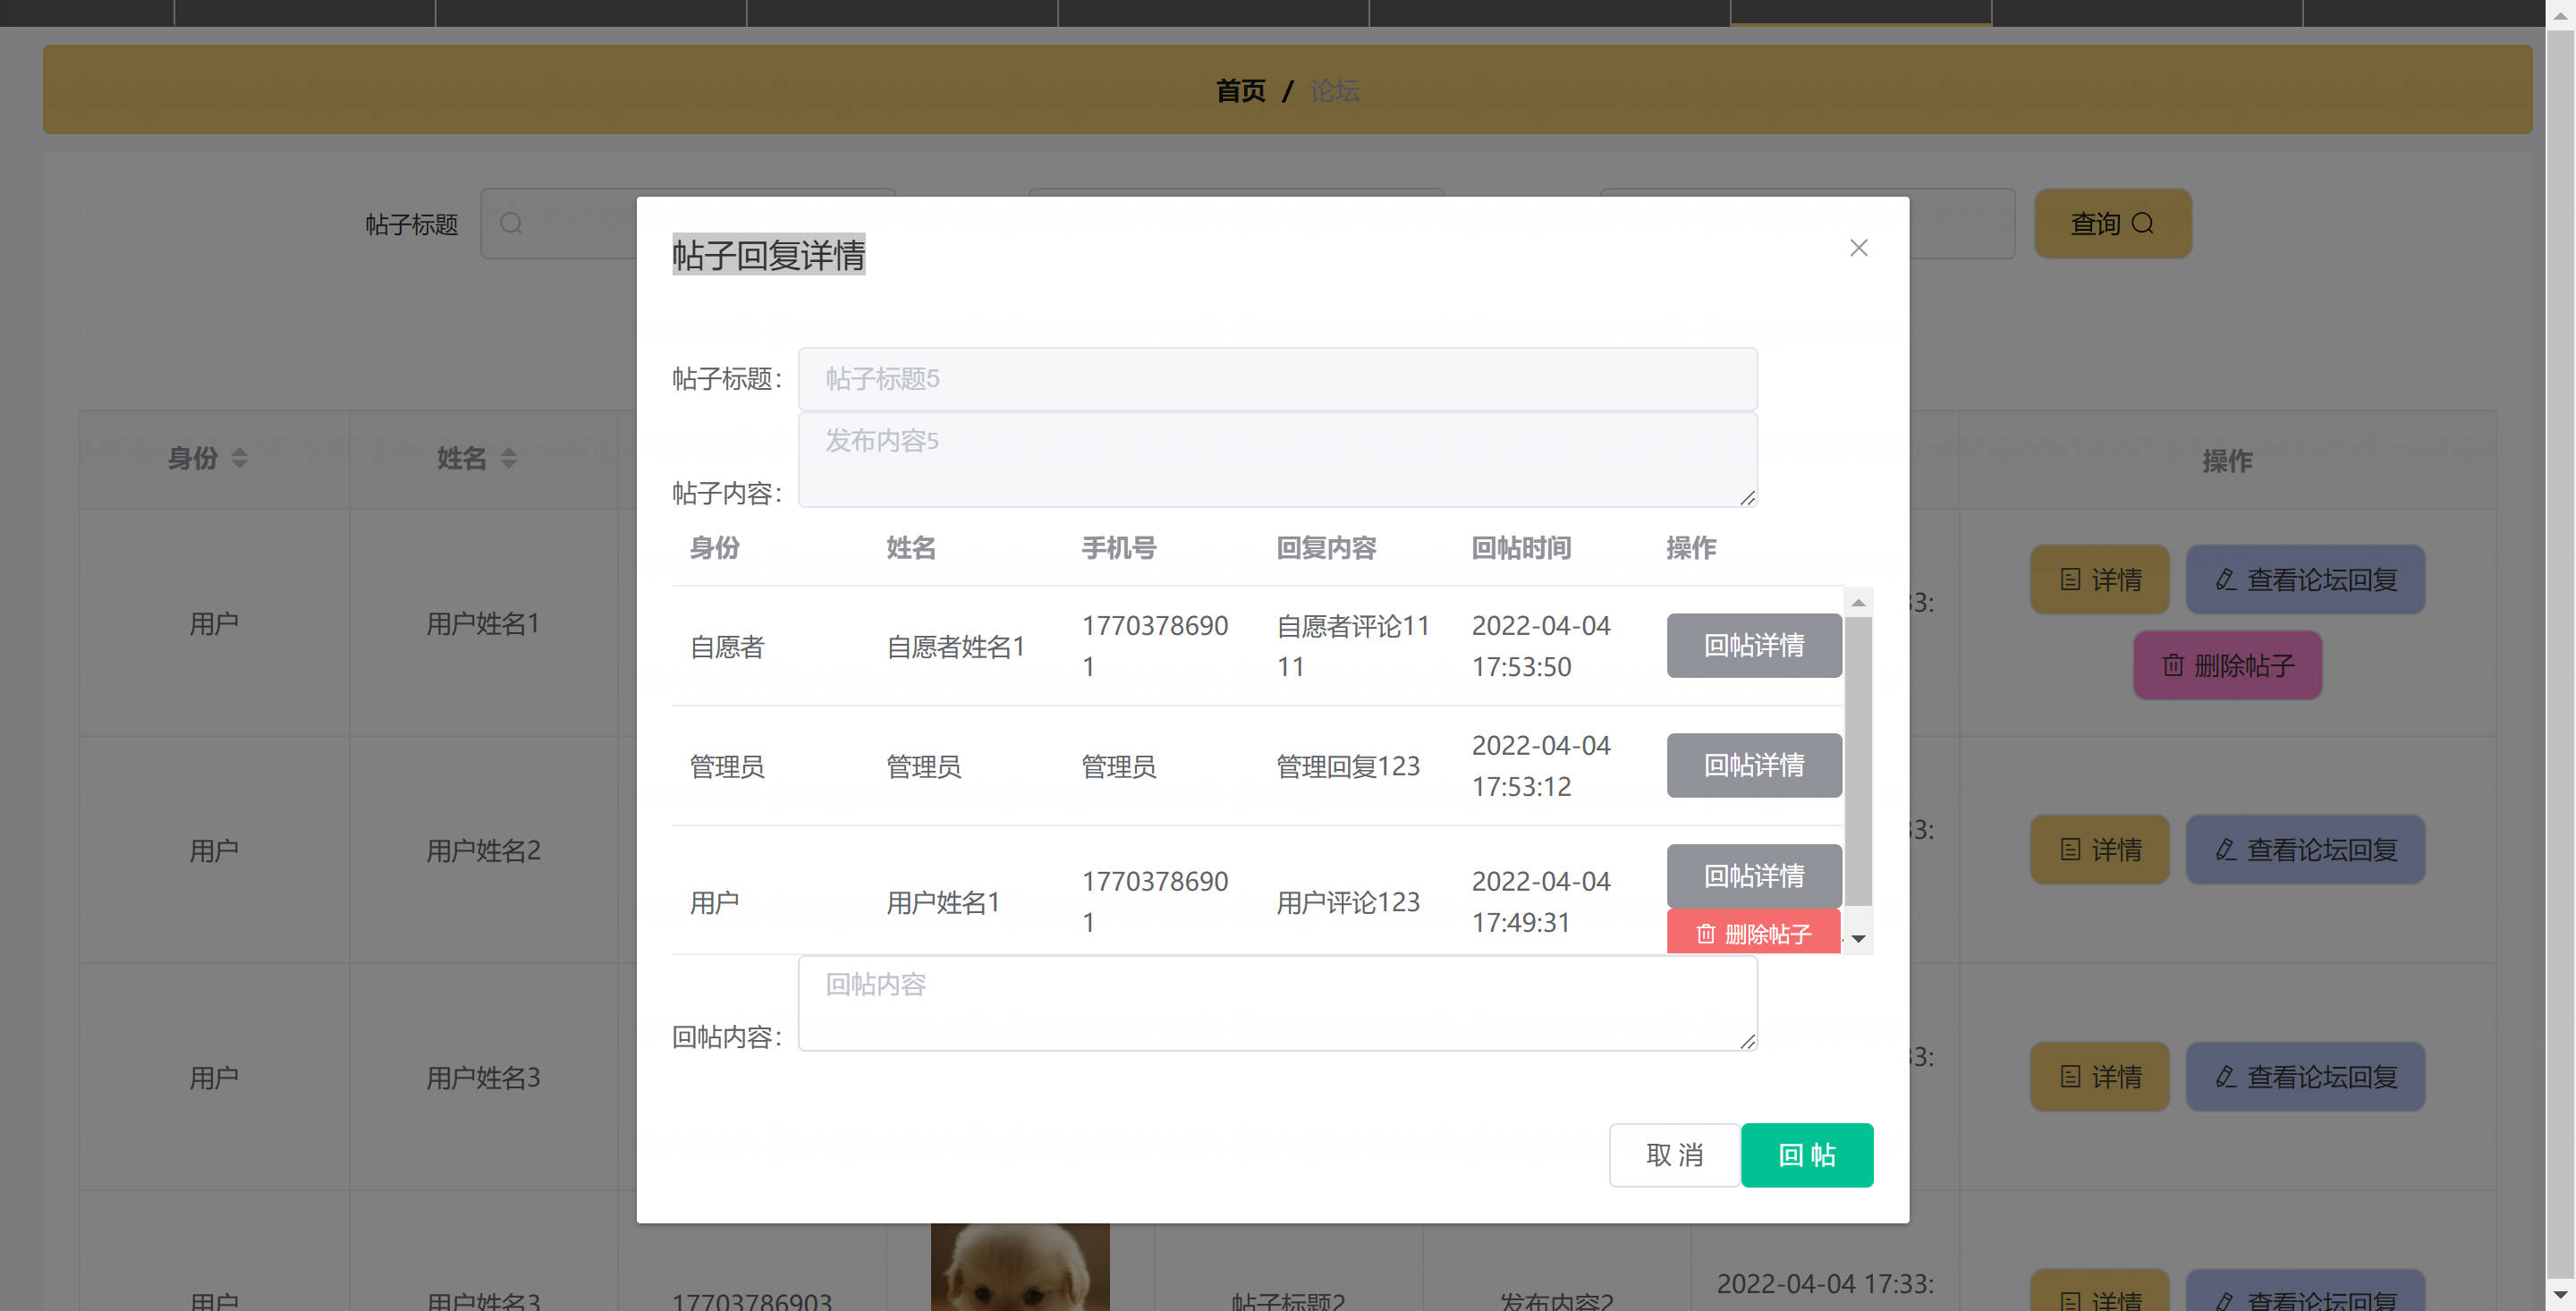 首页 / 论坛
帖子标题
查询
帖子回复详情
帖子标题： 帖子标题5
帖子内容： 发布内容5
身份 姓名 操作
身份 姓名 手机号 回复内容 回帖时间 操作
自愿者 自愿者姓名1 1770378690
1 自愿者评论11
11 2022-04-04
17:53:50 回帖详情
管理员 管理员 管理员 管理回复123 2022-04-04
17:53:12 回帖详情
用户 用户姓名1 1770378690
1 用户评论123 2022-04-04
17:49:31 回帖详情
删除帖子
回帖内容： 回帖内容
取 消 回 帖
用户 用户姓名1 33: 详情 查看论坛回复
删除帖子
用户 用户姓名2 33: 详情 查看论坛回复
用户 用户姓名3 33: 详情 查看论坛回复
用户 用户姓名3 17703786903 帖子标题2 发布内容2 2022-04-04 17:33: 详情 查看论坛回复